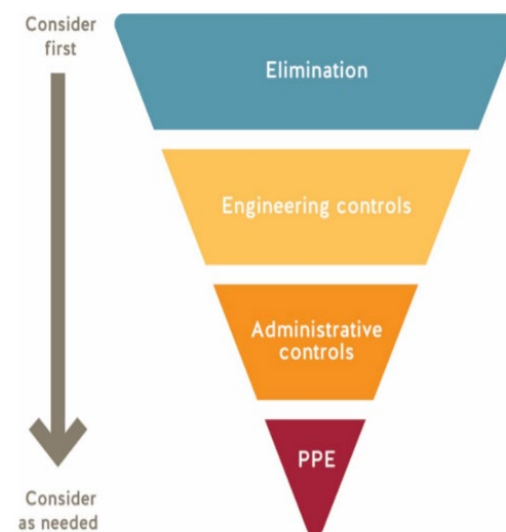 Consider
first
Elimination
Engineering controls
Administrative
controls
PPE
Consider
as needed